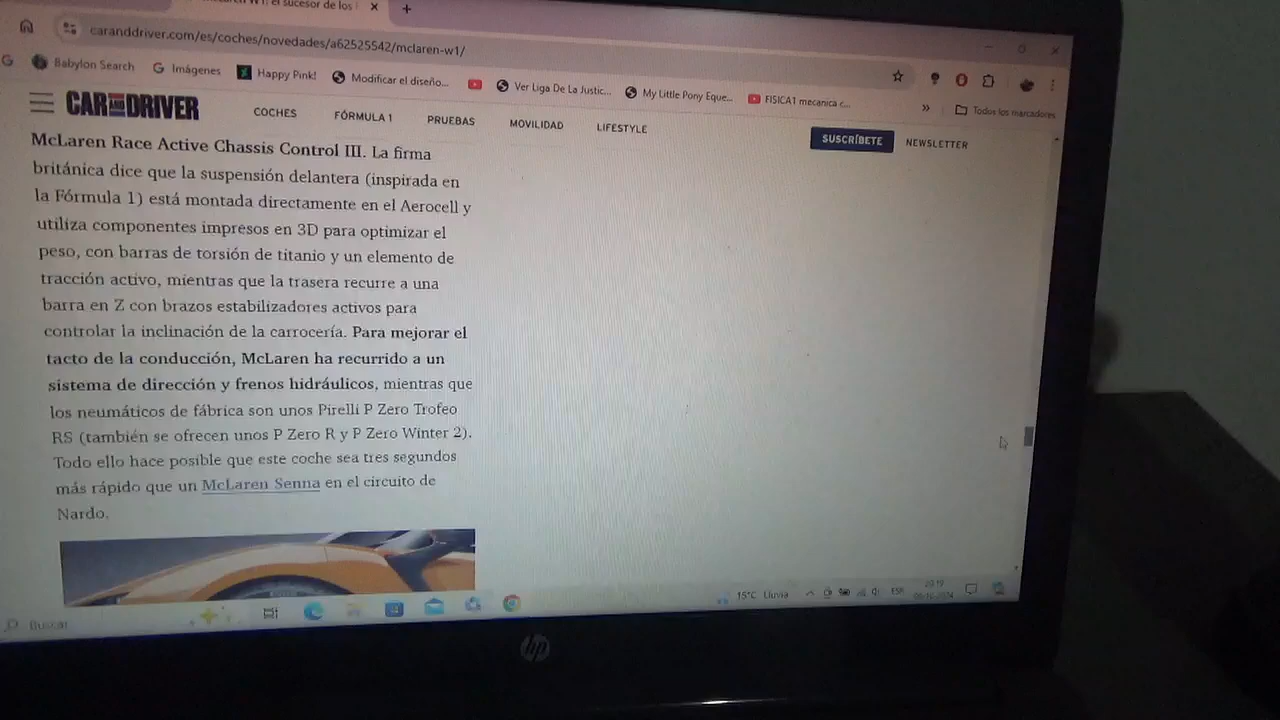 el sucesor de los
caranddriver.com/es/coches/novedades/a62525542/mclaren-w1/
Babylon Search
Imágenes
Happy Pink!
Modificar el diseño...
Ver Liga De La Justic...
My Little Pony Eque...
FISICA1 mecanica c...
Todos los marcadores
CAR AND DRIVER
COCHES
FÓRMULA 1
PRUEBAS
MOVILIDAD
LIFESTYLE
SUSCRÍBETE
NEWSLETTER
McLaren Race Active Chassis Control III. La firma
británica dice que la suspensión delantera (inspirada en
la Fórmula 1) está montada directamente en el Aerocell y
utiliza componentes impresos en 3D para optimizar el
peso, con barras de torsión de titanio y un elemento de
tracción activo, mientras que la trasera recurre a una
barra en Z con brazos estabilizadores activos para
controlar la inclinación de la carrocería. Para mejorar el
tacto de la conducción, McLaren ha recurrido a un
sistema de dirección y frenos hidráulicos, mientras que
los neumáticos de fábrica son unos Pirelli P Zero Trofeo
RS (también se ofrecen unos P Zero R y P Zero Winter 2).
Todo ello hace posible que este coche sea tres segundos
más rápido que un McLaren Senna en el circuito de
Nardo.
Buscar
15°C Lluvia
ESP
20:19
hp